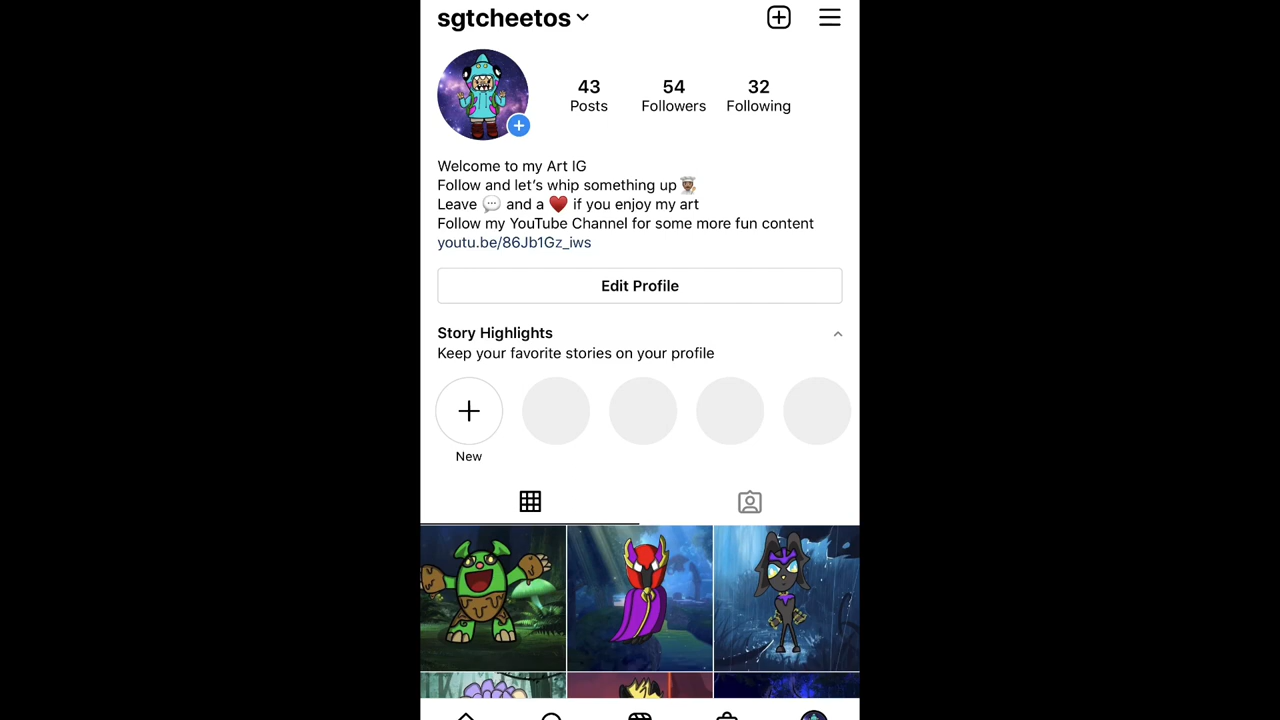 sgtcheetos
43 54 32
Posts Followers Following
Welcome to my Art IG
Follow and let's whip something up👨🏽‍🍳
Leave 💬 and a ❤️ if you enjoy my art
Follow my YouTube Channel for some more fun content
youtu.be/86Jb1Gz_iws
Edit Profile
Story Highlights
Keep your favorite stories on your profile
New